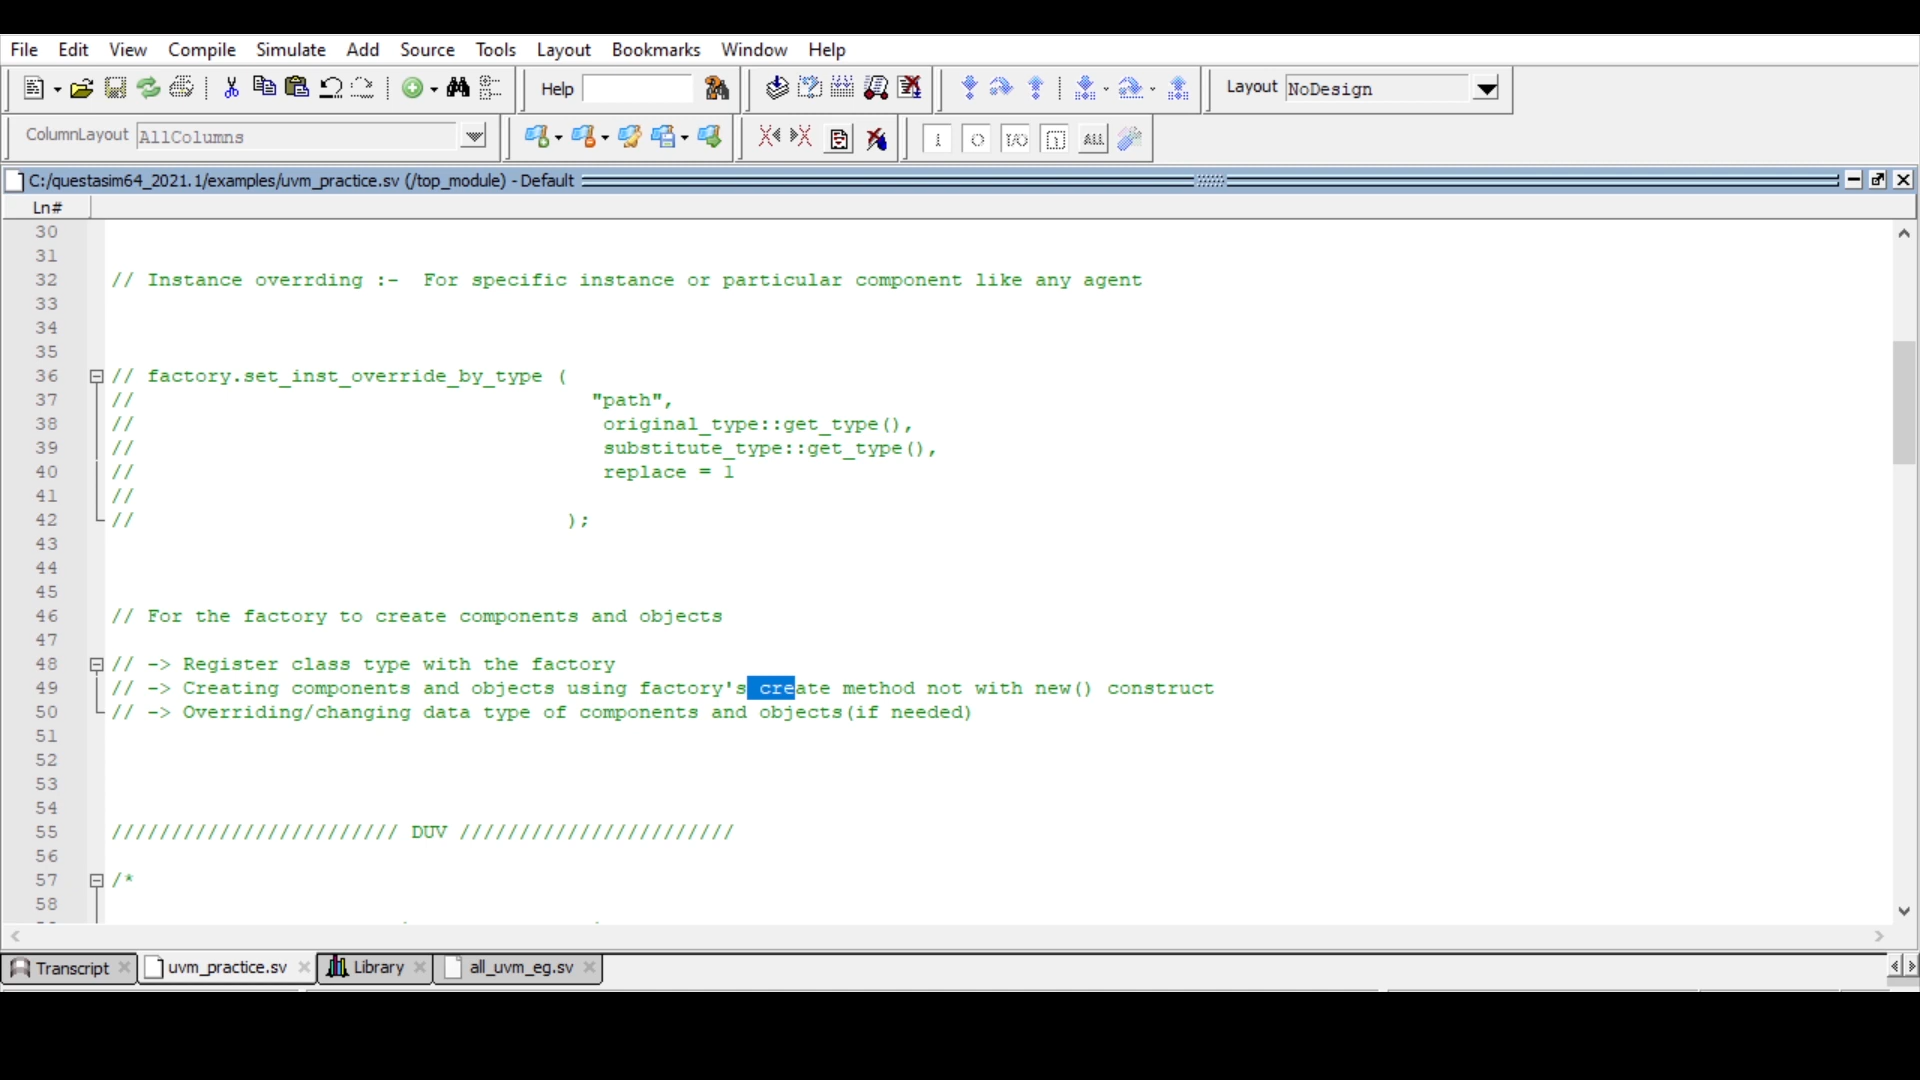 File Edit View Compile Simulate Add Source Tools Layout Bookmarks Window Help
Help Layout NoDesign
ColumnLayout AllColumns
C:/questasim64_2021.1/examples/uvm_practice.sv (/top_module) - Default
Ln#
30
31
32 // Instance overrding :-  For specific instance or particular component like any agent
33
34
35
36 // factory.set_inst_override_by_type (
37 // "path",
38 // original_type::get_type(),
39 // substitute_type::get_type(),
40 // replace = 1
41 //
42 // );
43
44
45
46 // For the factory to create components and objects
47
48 // -> Register class type with the factory
49 // -> Creating components and objects using factory's create method not with new() construct
50 // -> Overriding/changing data type of components and objects(if needed)
51
52
53
54
55 //////////////////////// DUV ///////////////////////
56
57 /*
58
Transcript uvm_practice.sv Library all_uvm_eg.sv